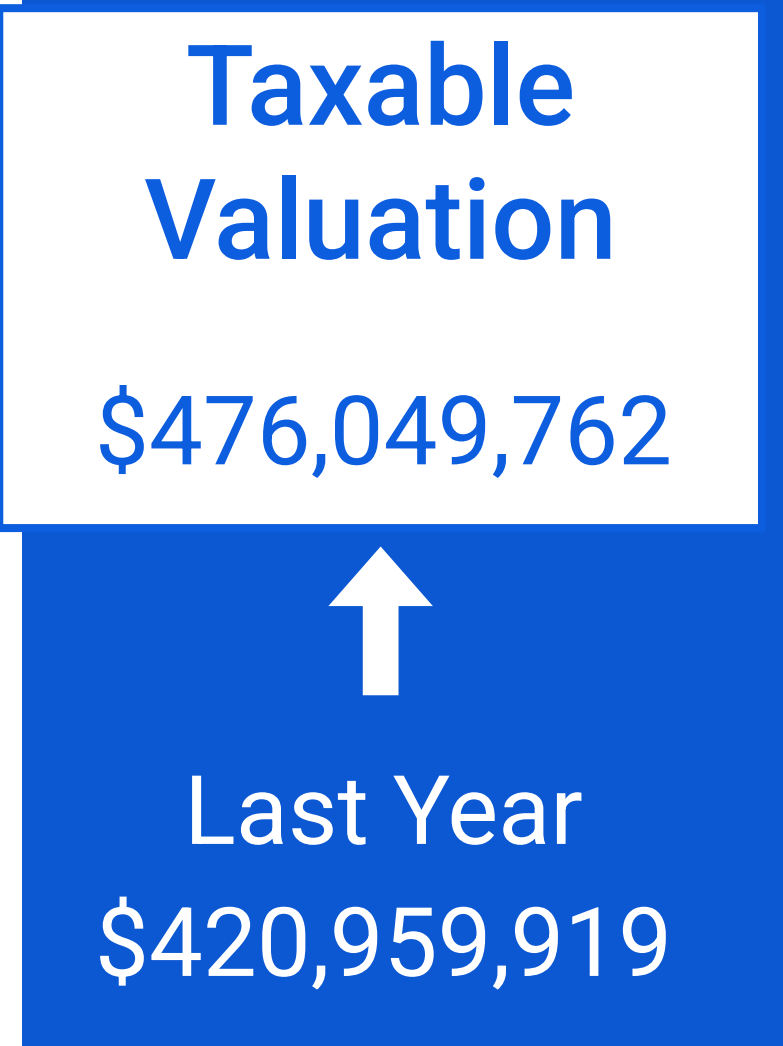 Taxable
Valuation
$476,049,762
Last Year
$420,959,919